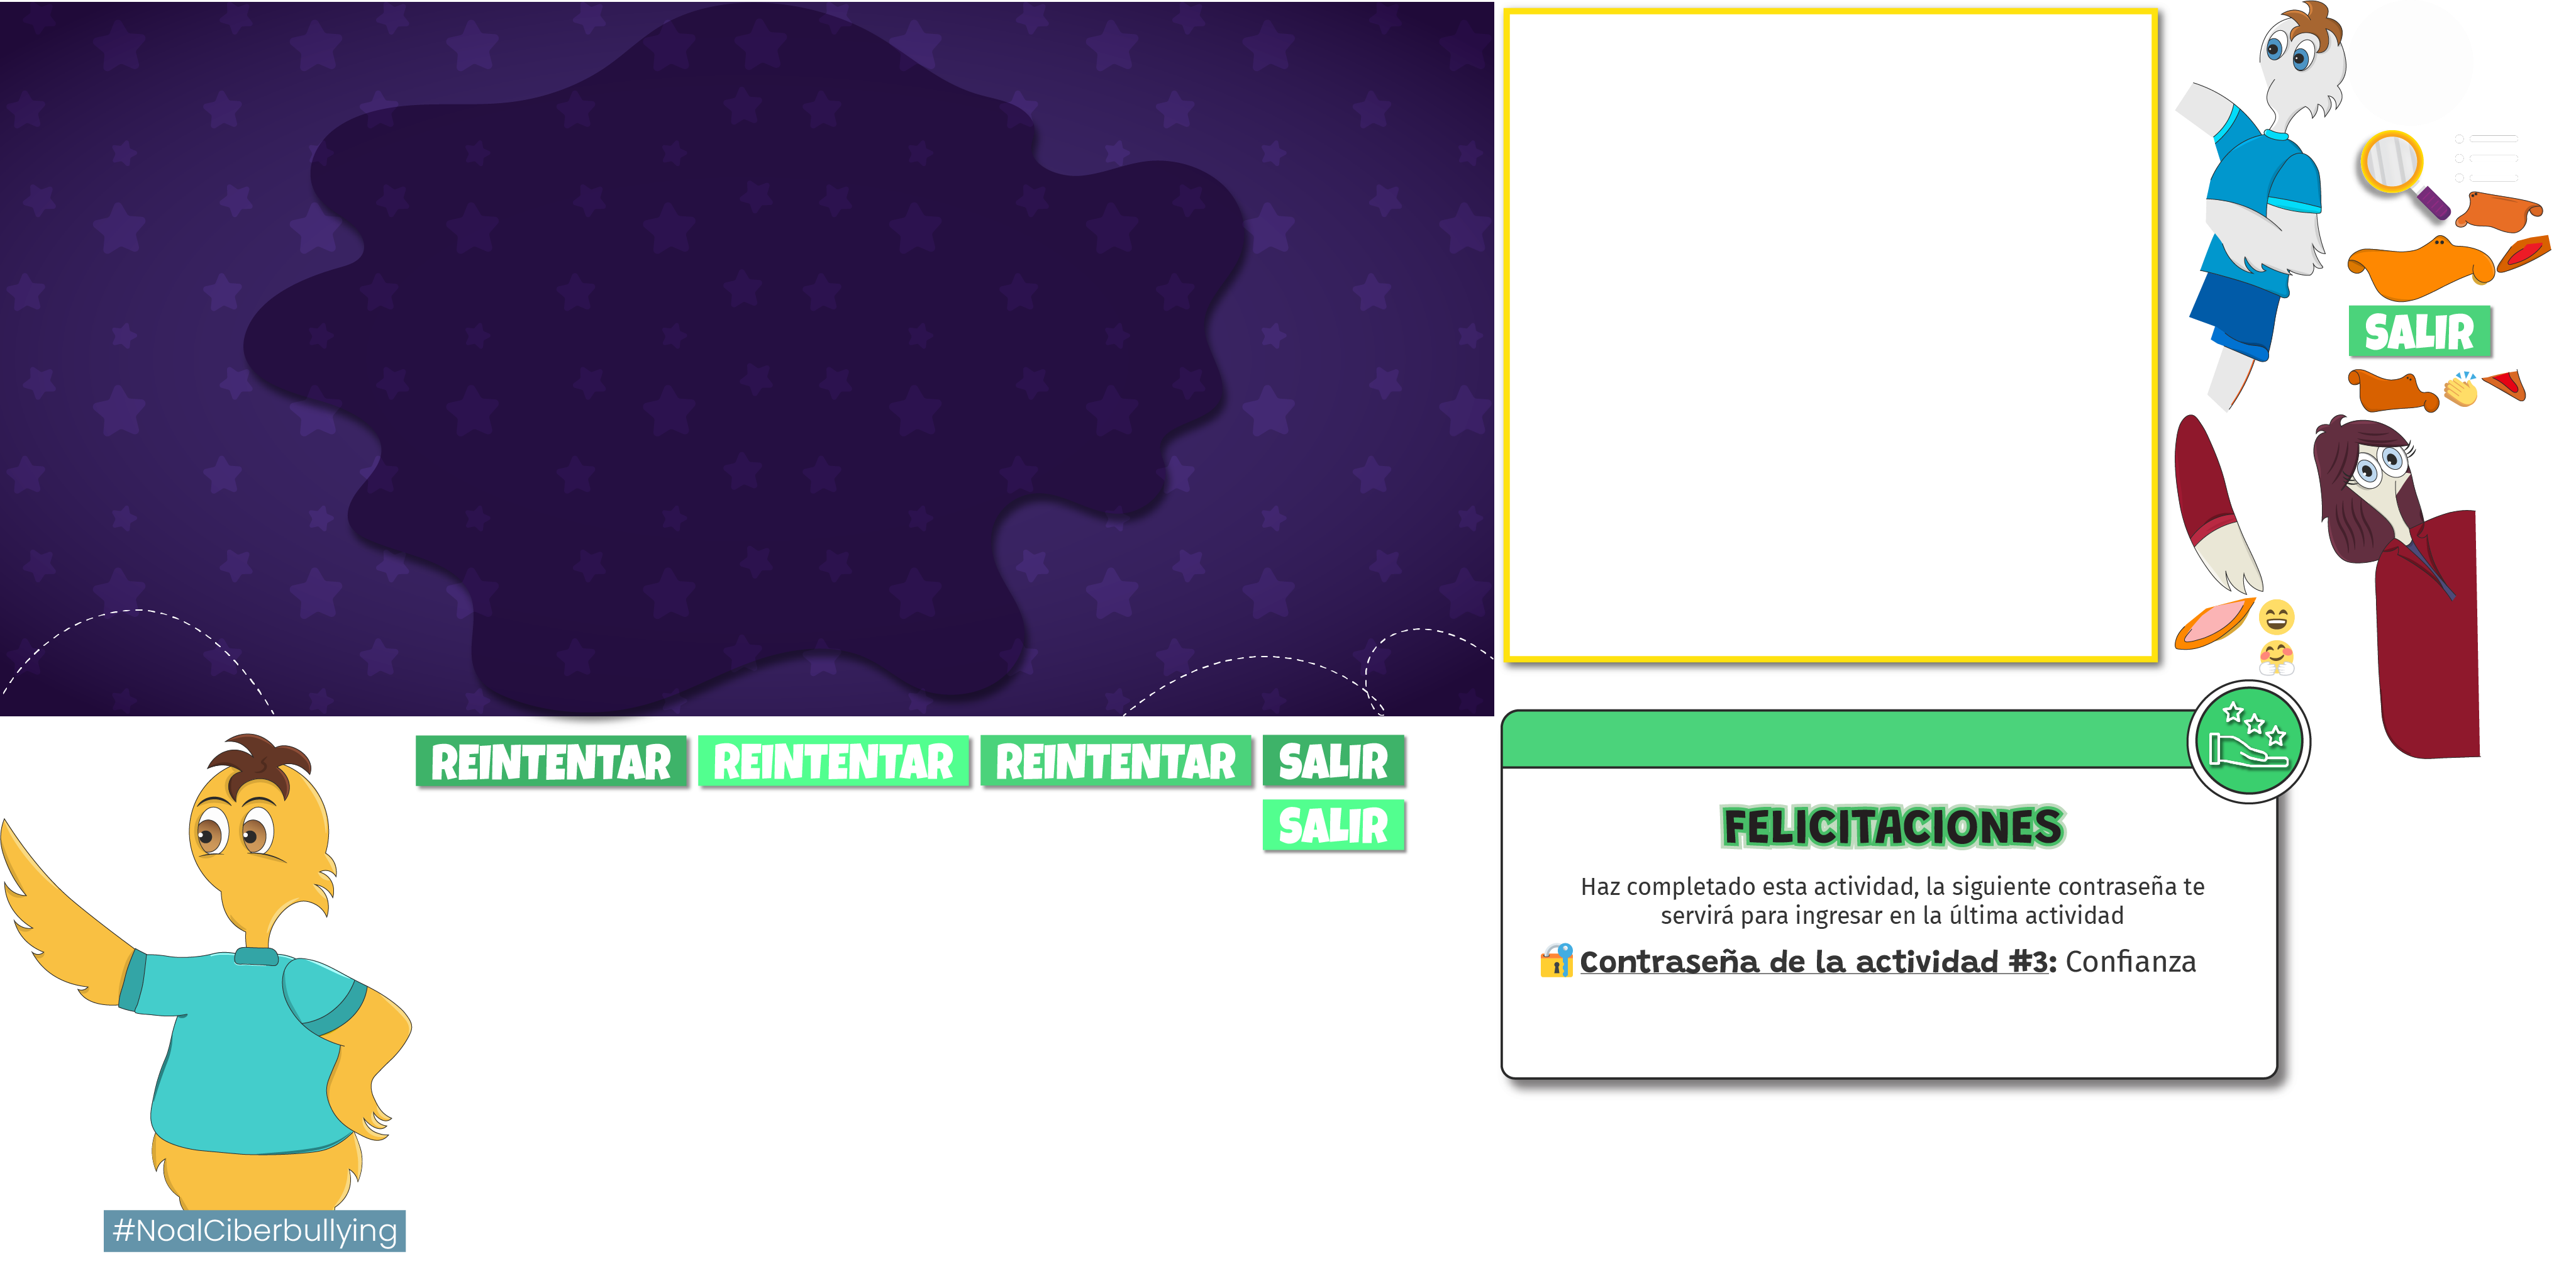 SALIR
REINTENTAR
REINTENTAR
REINTENTAR
SALIR
SALIR
FELICITACIONES
Haz completado esta actividad, la siguiente contraseña te
servirá para ingresar en la última actividad
Contraseña de la actividad #3: Confianza
#NoalCiberbullying